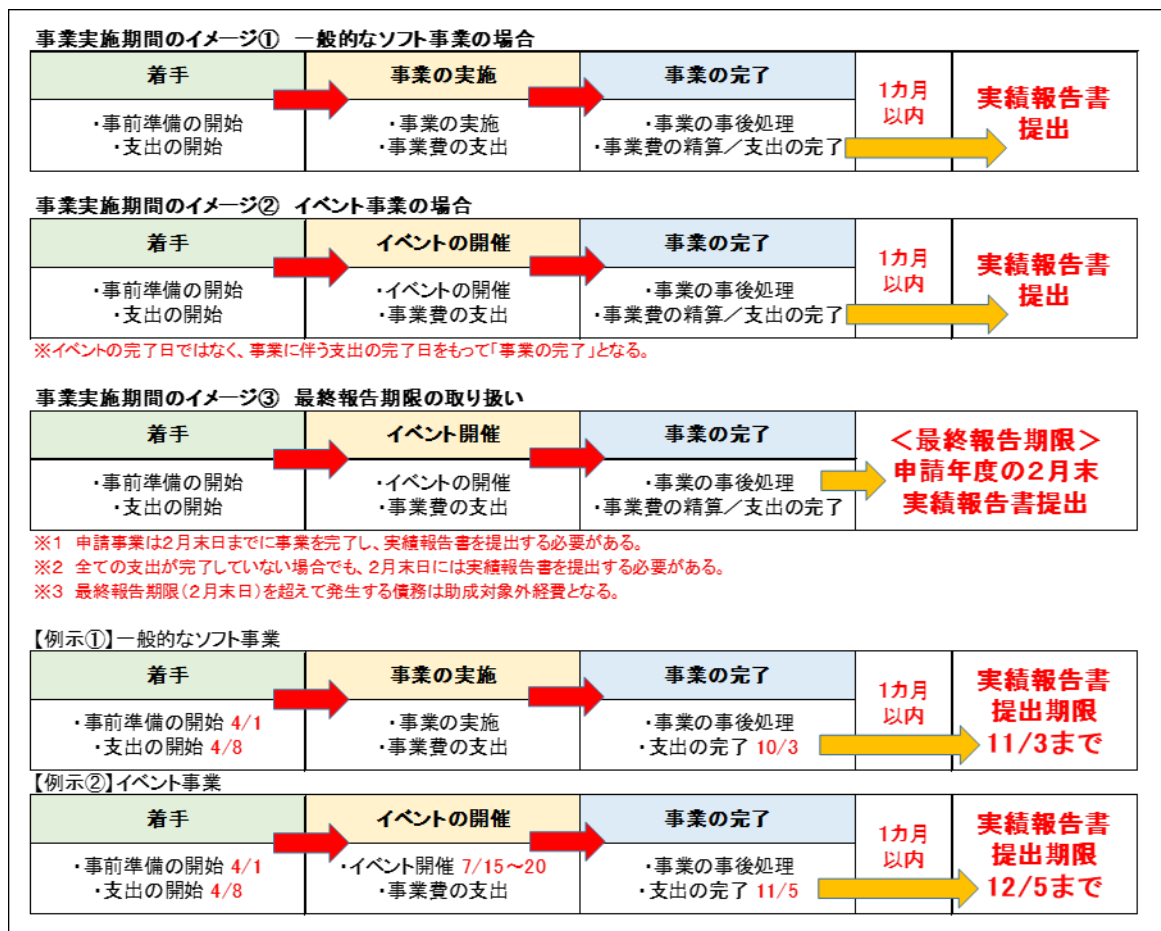 事業実施期間のイメージ① 一般的なソフト事業の場合
着手
事業の実施
事業の完了
・事前準備の開始
・支出の開始
・事業の実施
・事業費の支出
・事業の事後処理
・事業費の精算／支出の完了
1カ月
以内
実績報告書
提出
事業実施期間のイメージ② イベント事業の場合
着手
イベントの開催
事業の完了
・事前準備の開始
・支出の開始
・イベントの開催
・事業費の支出
・事業の事後処理
・事業費の精算／支出の完了
1カ月
以内
実績報告書
提出
※イベントの完了日ではなく、事業に伴う支出の完了日をもって「事業の完了」となる。
事業実施期間のイメージ③ 最終報告期限の取り扱い
着手
イベント開催
事業の完了
・事前準備の開始
・支出の開始
・イベントの開催
・事業費の支出
・事業の事後処理
・事業費の精算／支出の完了
＜最終報告期限＞
申請年度の2月末
実績報告書提出
※1 申請事業は2月末日までに事業を完了し、実績報告書を提出する必要がある。
※2 全ての支出が完了していない場合でも、2月末日には実績報告書を提出する必要がある。
※3 最終報告期限（2月末日）を超えて発生する債務は助成対象外経費となる。
【例示①】一般的なソフト事業
着手
事業の実施
事業の完了
・事前準備の開始 4/1
・支出の開始 4/8
・事業の実施
・事業費の支出
・事業の事後処理
・支出の完了 10/3
1カ月
以内
実績報告書
提出期限
11/3まで
【例示②】イベント事業
着手
イベントの開催
事業の完了
・事前準備の開始 4/1
・支出の開始 4/8
・イベント開催 7/15～20
・事業費の支出
・事業の事後処理
・支出の完了 11/5
1カ月
以内
実績報告書
提出期限
12/5まで